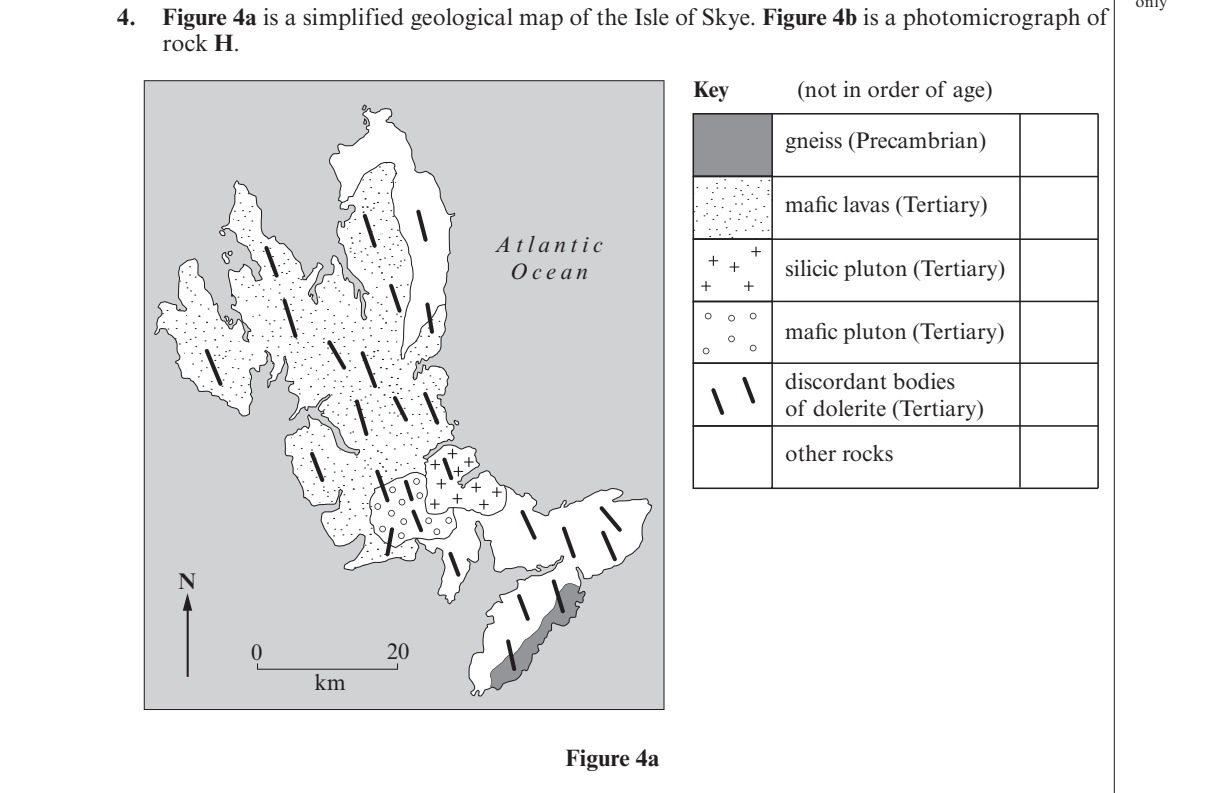 only
4. Figure 4a is a simplified geological map of the Isle of Skye. Figure 4b is a photomicrograph of
rock H.
Key (not in order of age)
gneiss (Precambrian)
mafic lavas (Tertiary)
silicic pluton (Tertiary)
mafic pluton (Tertiary)
discordant bodies
of dolerite (Tertiary)
other rocks
Atlantic
Ocean
N
0 20
km
Figure 4a